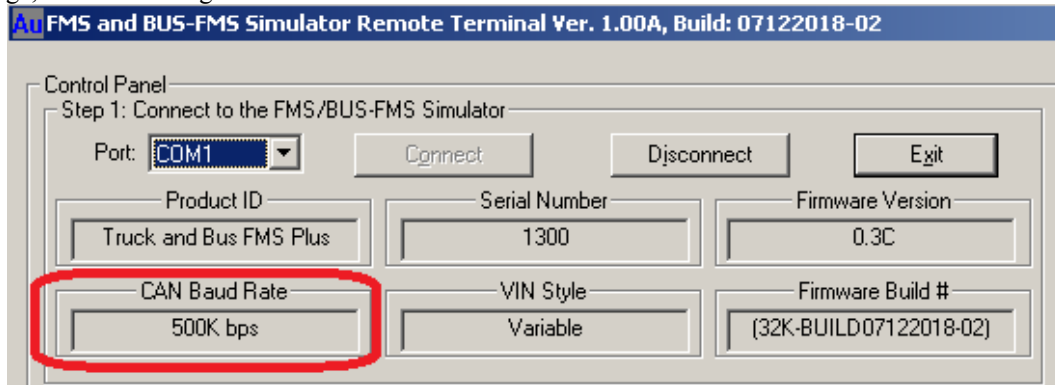 Au FMS and BUS-FMS Simulator Remote Terminal Ver. 1.00A, Build: 07122018-02
Control Panel
Step 1: Connect to the FMS/BUS-FMS Simulator
Port: COM1 Connect Disconnect Exit
Product ID Serial Number Firmware Version
Truck and Bus FMS Plus 1300 0.3C
CAN Baud Rate VIN Style Firmware Build #
500K bps Variable (32K-BUILD07122018-02)